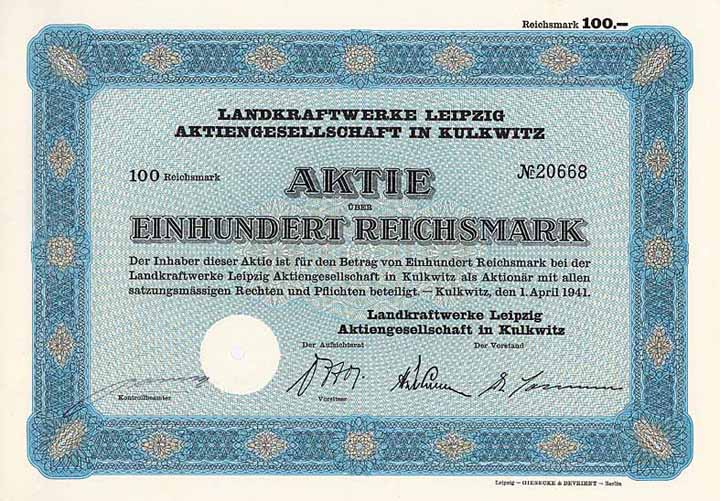 Reichsmark 100.—
LANDKRAFTWERKE LEIPZIG
AKTIENGESELLSCHAFT IN KULKWITZ
100 Reichsmark
AKTIE
№ 20668
ÜBER
EINHUNDERT REICHSMARK
Der Inhaber dieser Aktie ist für den Betrag von Einhundert Reichsmark bei der
Landkraftwerke Leipzig Aktiengesellschaft in Kulkwitz als Aktionär mit allen
satzungsmässigen Rechten und Pflichten beteiligt. — Kulkwitz, den 1. April 1941.
Landkraftwerke Leipzig
Aktiengesellschaft in Kulkwitz
Der Aufsichtsrat
Der Vorstand
Kontrollbeamter
Vorsitzer
Leipzig — GIESECKE & DEVRIENT — Berlin